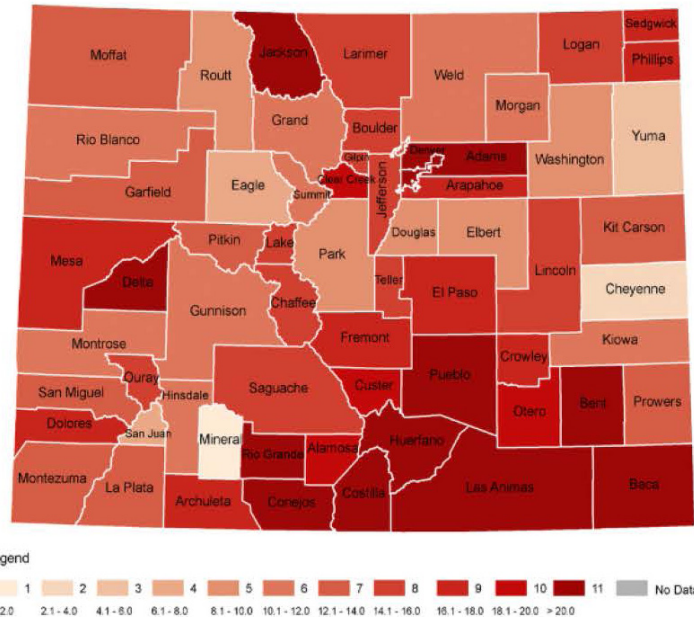 Sedgwick
Moffat
Jackson
Larimer
Logan
Phillips
Routt
Weld
Morgan
Grand
Rio Blanco
Boulder
Yuma
Gilpin
Denver
Adams
Washington
Clear Creek
Garfield
Eagle
Summit
Jefferson
Arapahoe
Mesa
Pitkin
Lake
Park
Douglas
Elbert
Kit Carson
Delta
Teller
Lincoln
Cheyenne
Gunnison
Chaffee
El Paso
Montrose
Fremont
Kiowa
Ouray
Crowley
San Miguel
Hinsdale
Saguache
Custer
Pueblo
Otero
Bent
Prowers
Dolores
San Juan
Mineral
Rio Grande
Alamosa
Huerfano
Montezuma
La Plata
Archuleta
Conejos
Costilla
Las Animas
Baca
gend
1 2 3 4 5 6 7 8 9 10 11 No Data
2.0 2.1 - 4.0 4.1 - 6.0 6.1 - 8.0 8.1 - 10.0 10.1 - 12.0 12.1 - 14.0 14.1 - 16.0 16.1 - 18.0 18.1 - 20.0 > 20.0